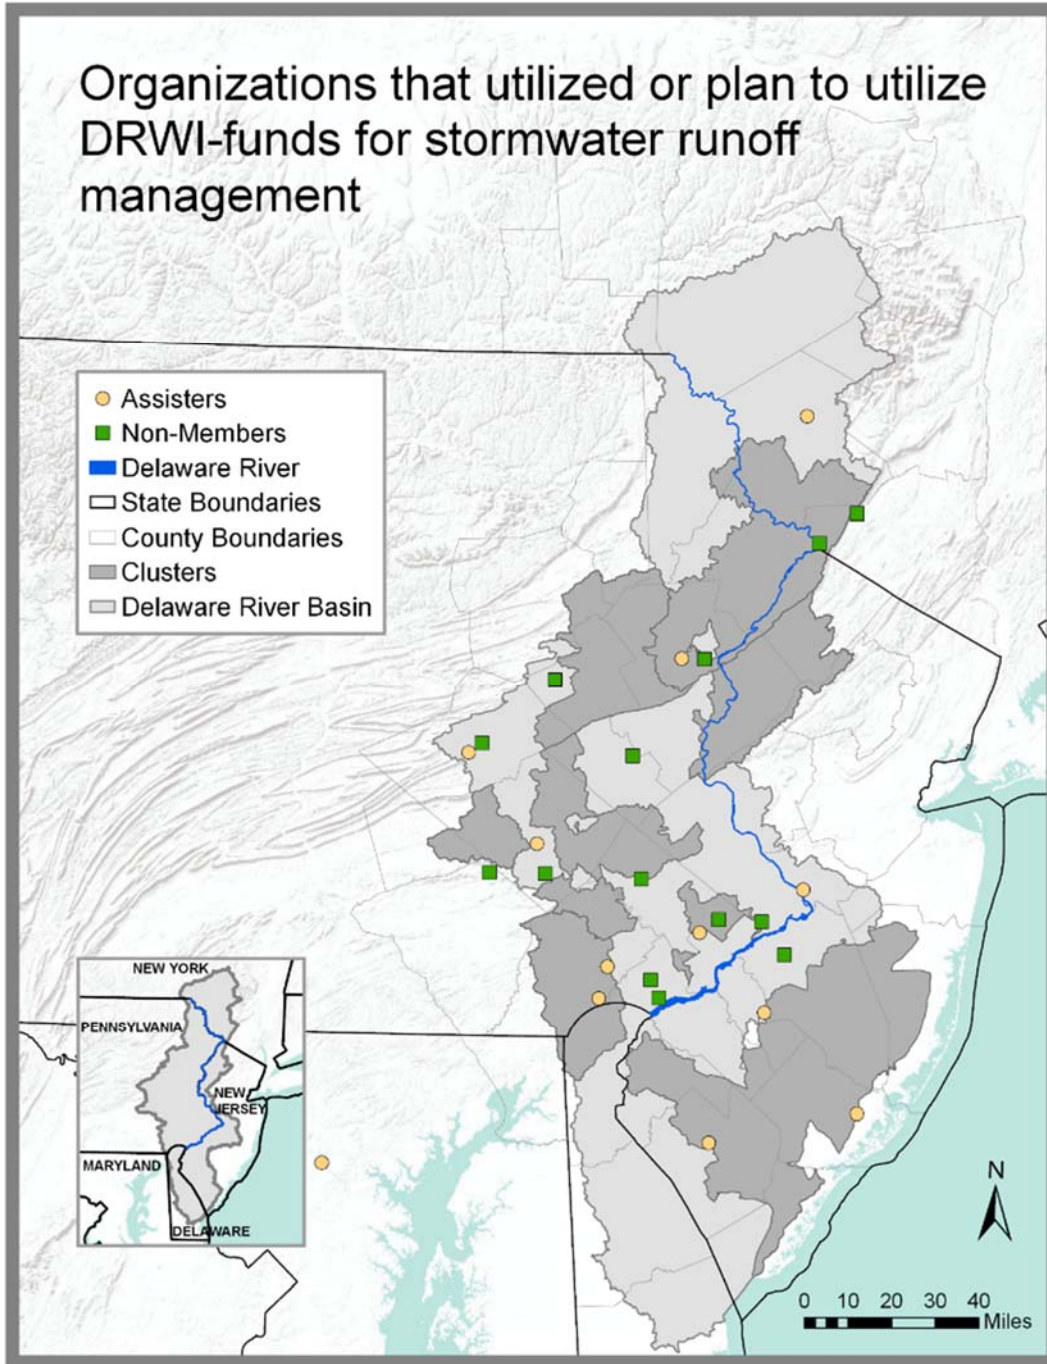 Organizations that utilized or plan to utilize
DRWI-funds for stormwater runoff
management
Assisters
Non-Members
Delaware River
State Boundaries
County Boundaries
Clusters
Delaware River Basin
NEW YORK
PENNSYLVANIA
NEW
JERSEY
MARYLAND
DELAWARE
N
0 10 20 30 40
Miles